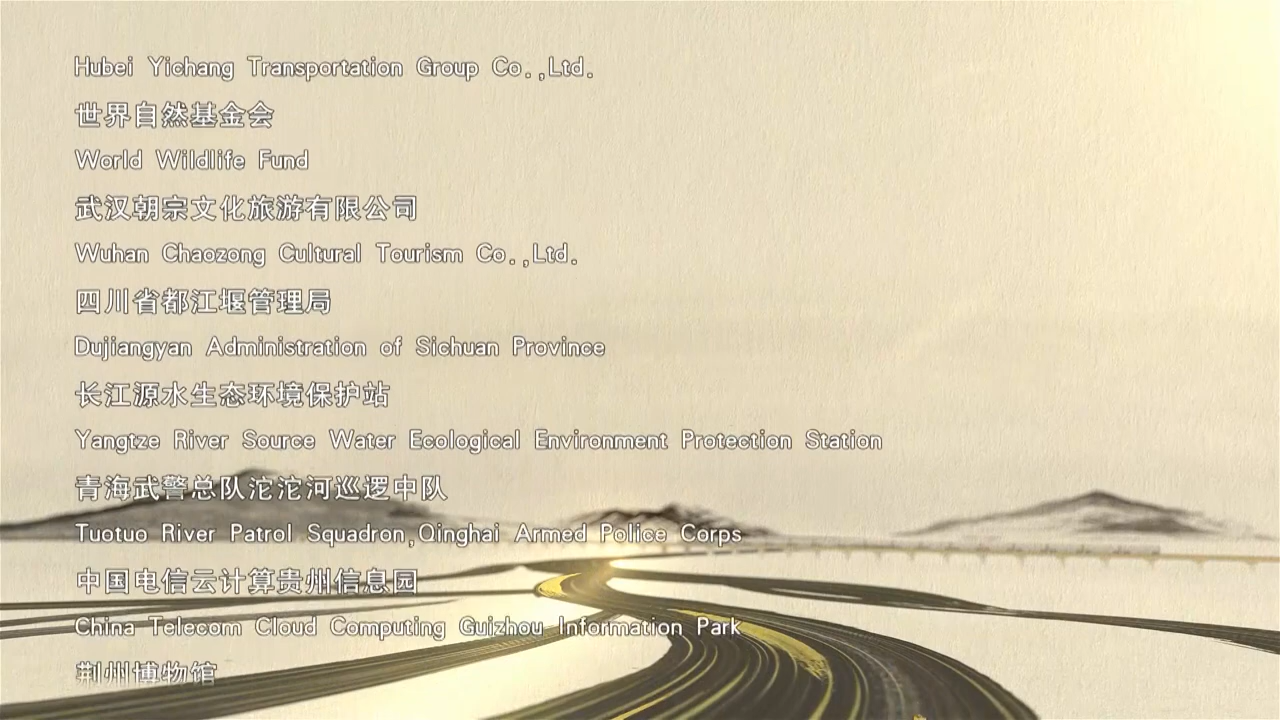 Hubei Yichang Transportation Group Co.,Ltd.
世界自然基金会
World Wildlife Fund
武汉朝宗文化旅游有限公司
Wuhan Chaozong Cultural Tourism Co.,Ltd.
四川省都江堰管理局
Dujiangyan Administration of Sichuan Province
长江源水生态环境保护站
Yangtze River Source Water Ecological Environment Protection Station
青海武警总队沱沱河巡逻中队
Tuotuo River Patrol Squadron,Qinghai Armed Police Corps
中国电信云计算贵州信息园
China Telecom Cloud Computing Guizhou Information Park
荆州博物馆